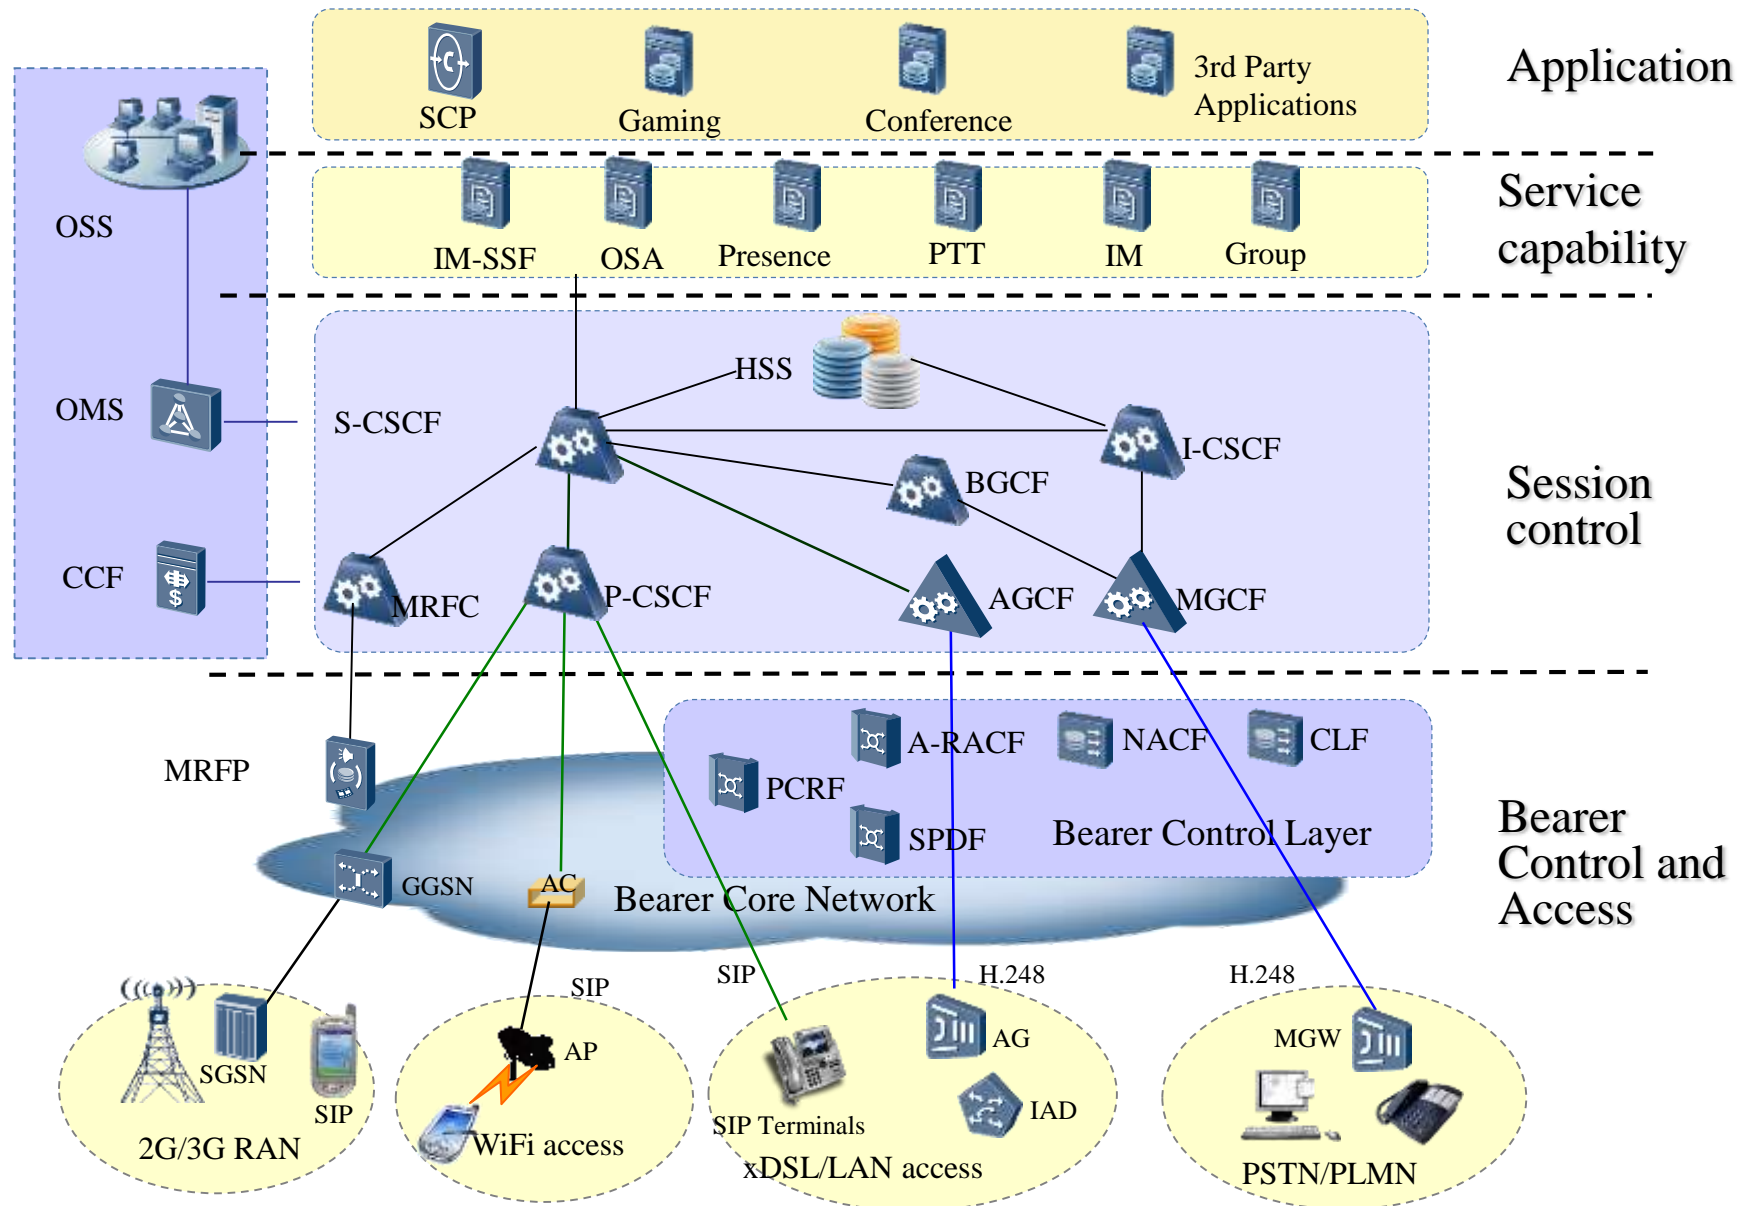 Application
SCP
Gaming
Conference
3rd Party
Applications
OSS
IM-SSF
OSA
Presence
PTT
IM
Group
Service
capability
HSS
OMS
S-CSCF
I-CSCF
BGCF
Session
control
CCF
MRFC
P-CSCF
AGCF
MGCF
MRFP
A-RACF
NACF
CLF
PCRF
SPDF
Bearer Control Layer
Bearer
Control and
Access
GGSN
AC
Bearer Core Network
SIP
SIP
H.248
H.248
SGSN
SIP
2G/3G RAN
AP
WiFi access
AG
IAD
SIP Terminals
xDSL/LAN access
MGW
PSTN/PLMN